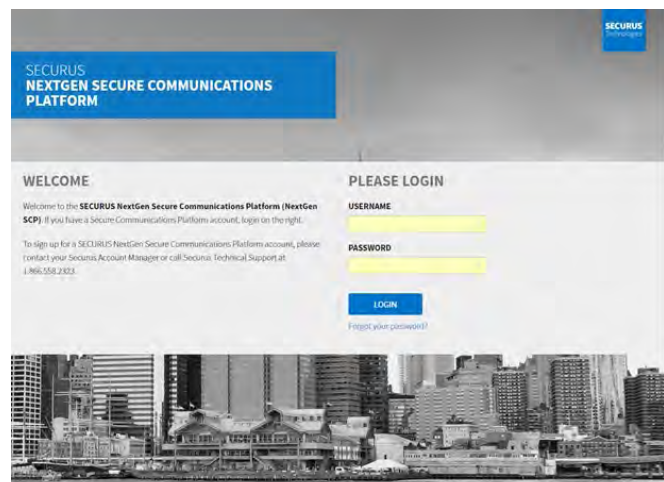 SECURUS
Technologies
SECURUS
NEXTGEN SECURE COMMUNICATIONS
PLATFORM
WELCOME
Welcome to the SECURUS NextGen Secure Communications Platform (NextGen
SCP). If you have a Secure Communications Platform account, login on the right.
To sign up for a SECURUS NextGen Secure Communications Platform account, please
contact your Securus Account Manager or call Securus Technical Support at
1.866.558.2323.
PLEASE LOGIN
USERNAME
PASSWORD
LOGIN
Forgot your password?